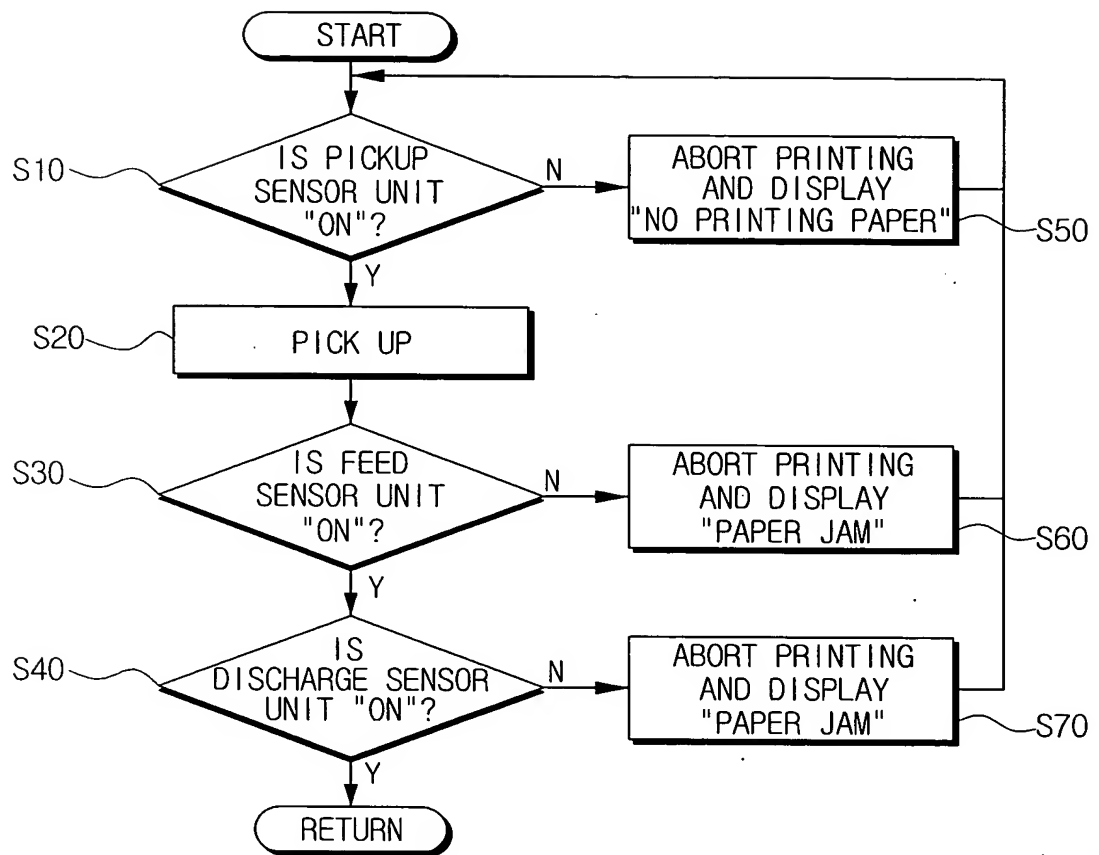 START
S10
IS PICKUP
SENSOR UNIT
"ON"?
N
ABORT PRINTING
AND DISPLAY
"NO PRINTING PAPER"
S50
Y
S20
PICK UP
S30
IS FEED
SENSOR UNIT
"ON"?
N
ABORT PRINTING
AND DISPLAY
"PAPER JAM"
S60
Y
S40
IS
DISCHARGE SENSOR
UNIT "ON"?
N
ABORT PRINTING
AND DISPLAY
"PAPER JAM"
S70
Y
RETURN